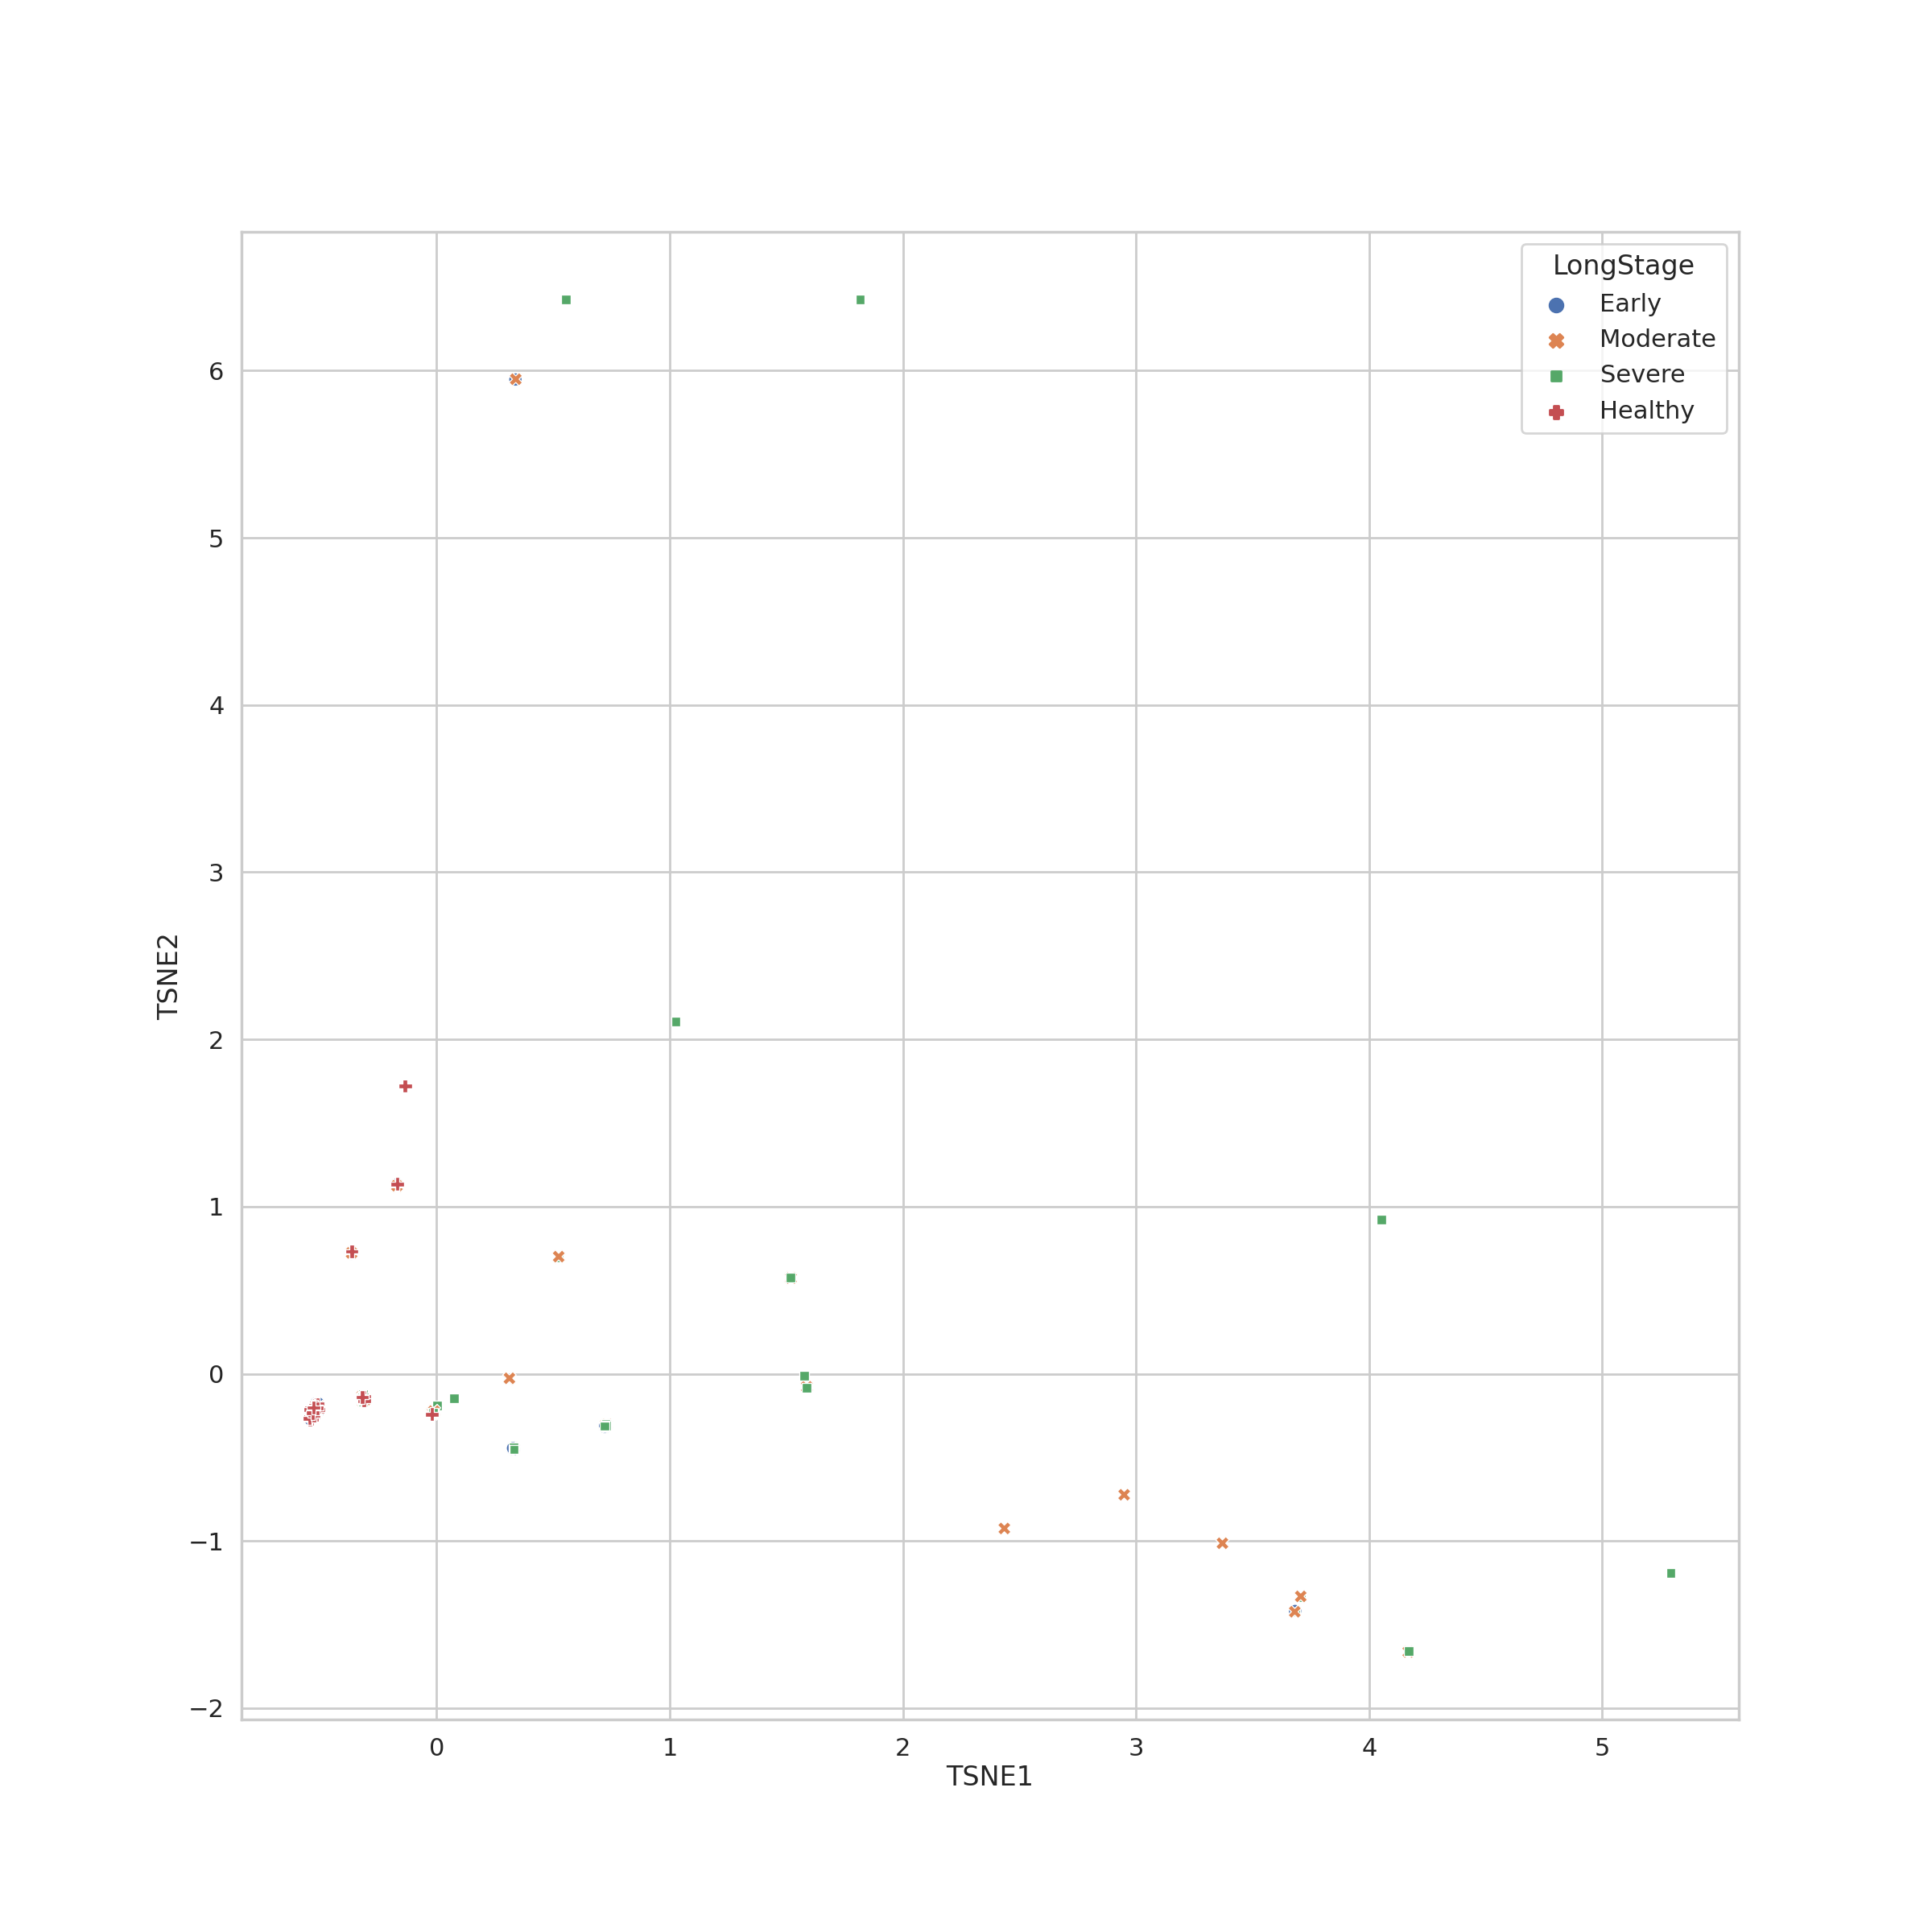 LongStage
Early
Moderate
Severe
Healthy
6
5
4
3
2
1
0
−1
−2
TSNE2
0 1 2 3 4 5
TSNE1